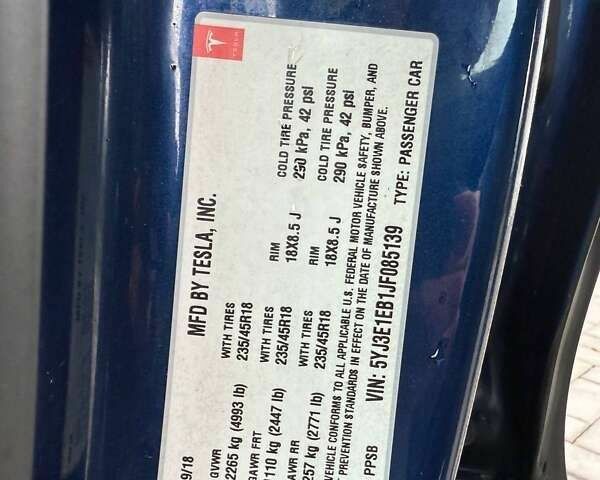 TESLA
MFD BY TESLA, INC.
9/18
GVWR WITH TIRES RIM COLD TIRE PRESSURE
2265 kg (4993 lb) 235/45R18 18X8.5 J 290 kPa, 42 psi
GAWR FRT WITH TIRES RIM COLD TIRE PRESSURE
110 kg (2447 lb) 235/45R18 18X8.5 J 290 kPa, 42 psi
GAWR RR WITH TIRES
257 kg (2771 lb) 235/45R18
VEHICLE CONFORMS TO ALL APPLICABLE U.S. FEDERAL MOTOR VEHICLE SAFETY, BUMPER, AND
T PREVENTION STANDARDS IN EFFECT ON THE DATE OF MANUFACTURE SHOWN ABOVE.
PPSB VIN: 5YJ3E1EB1JF085139 TYPE: PASSENGER CAR